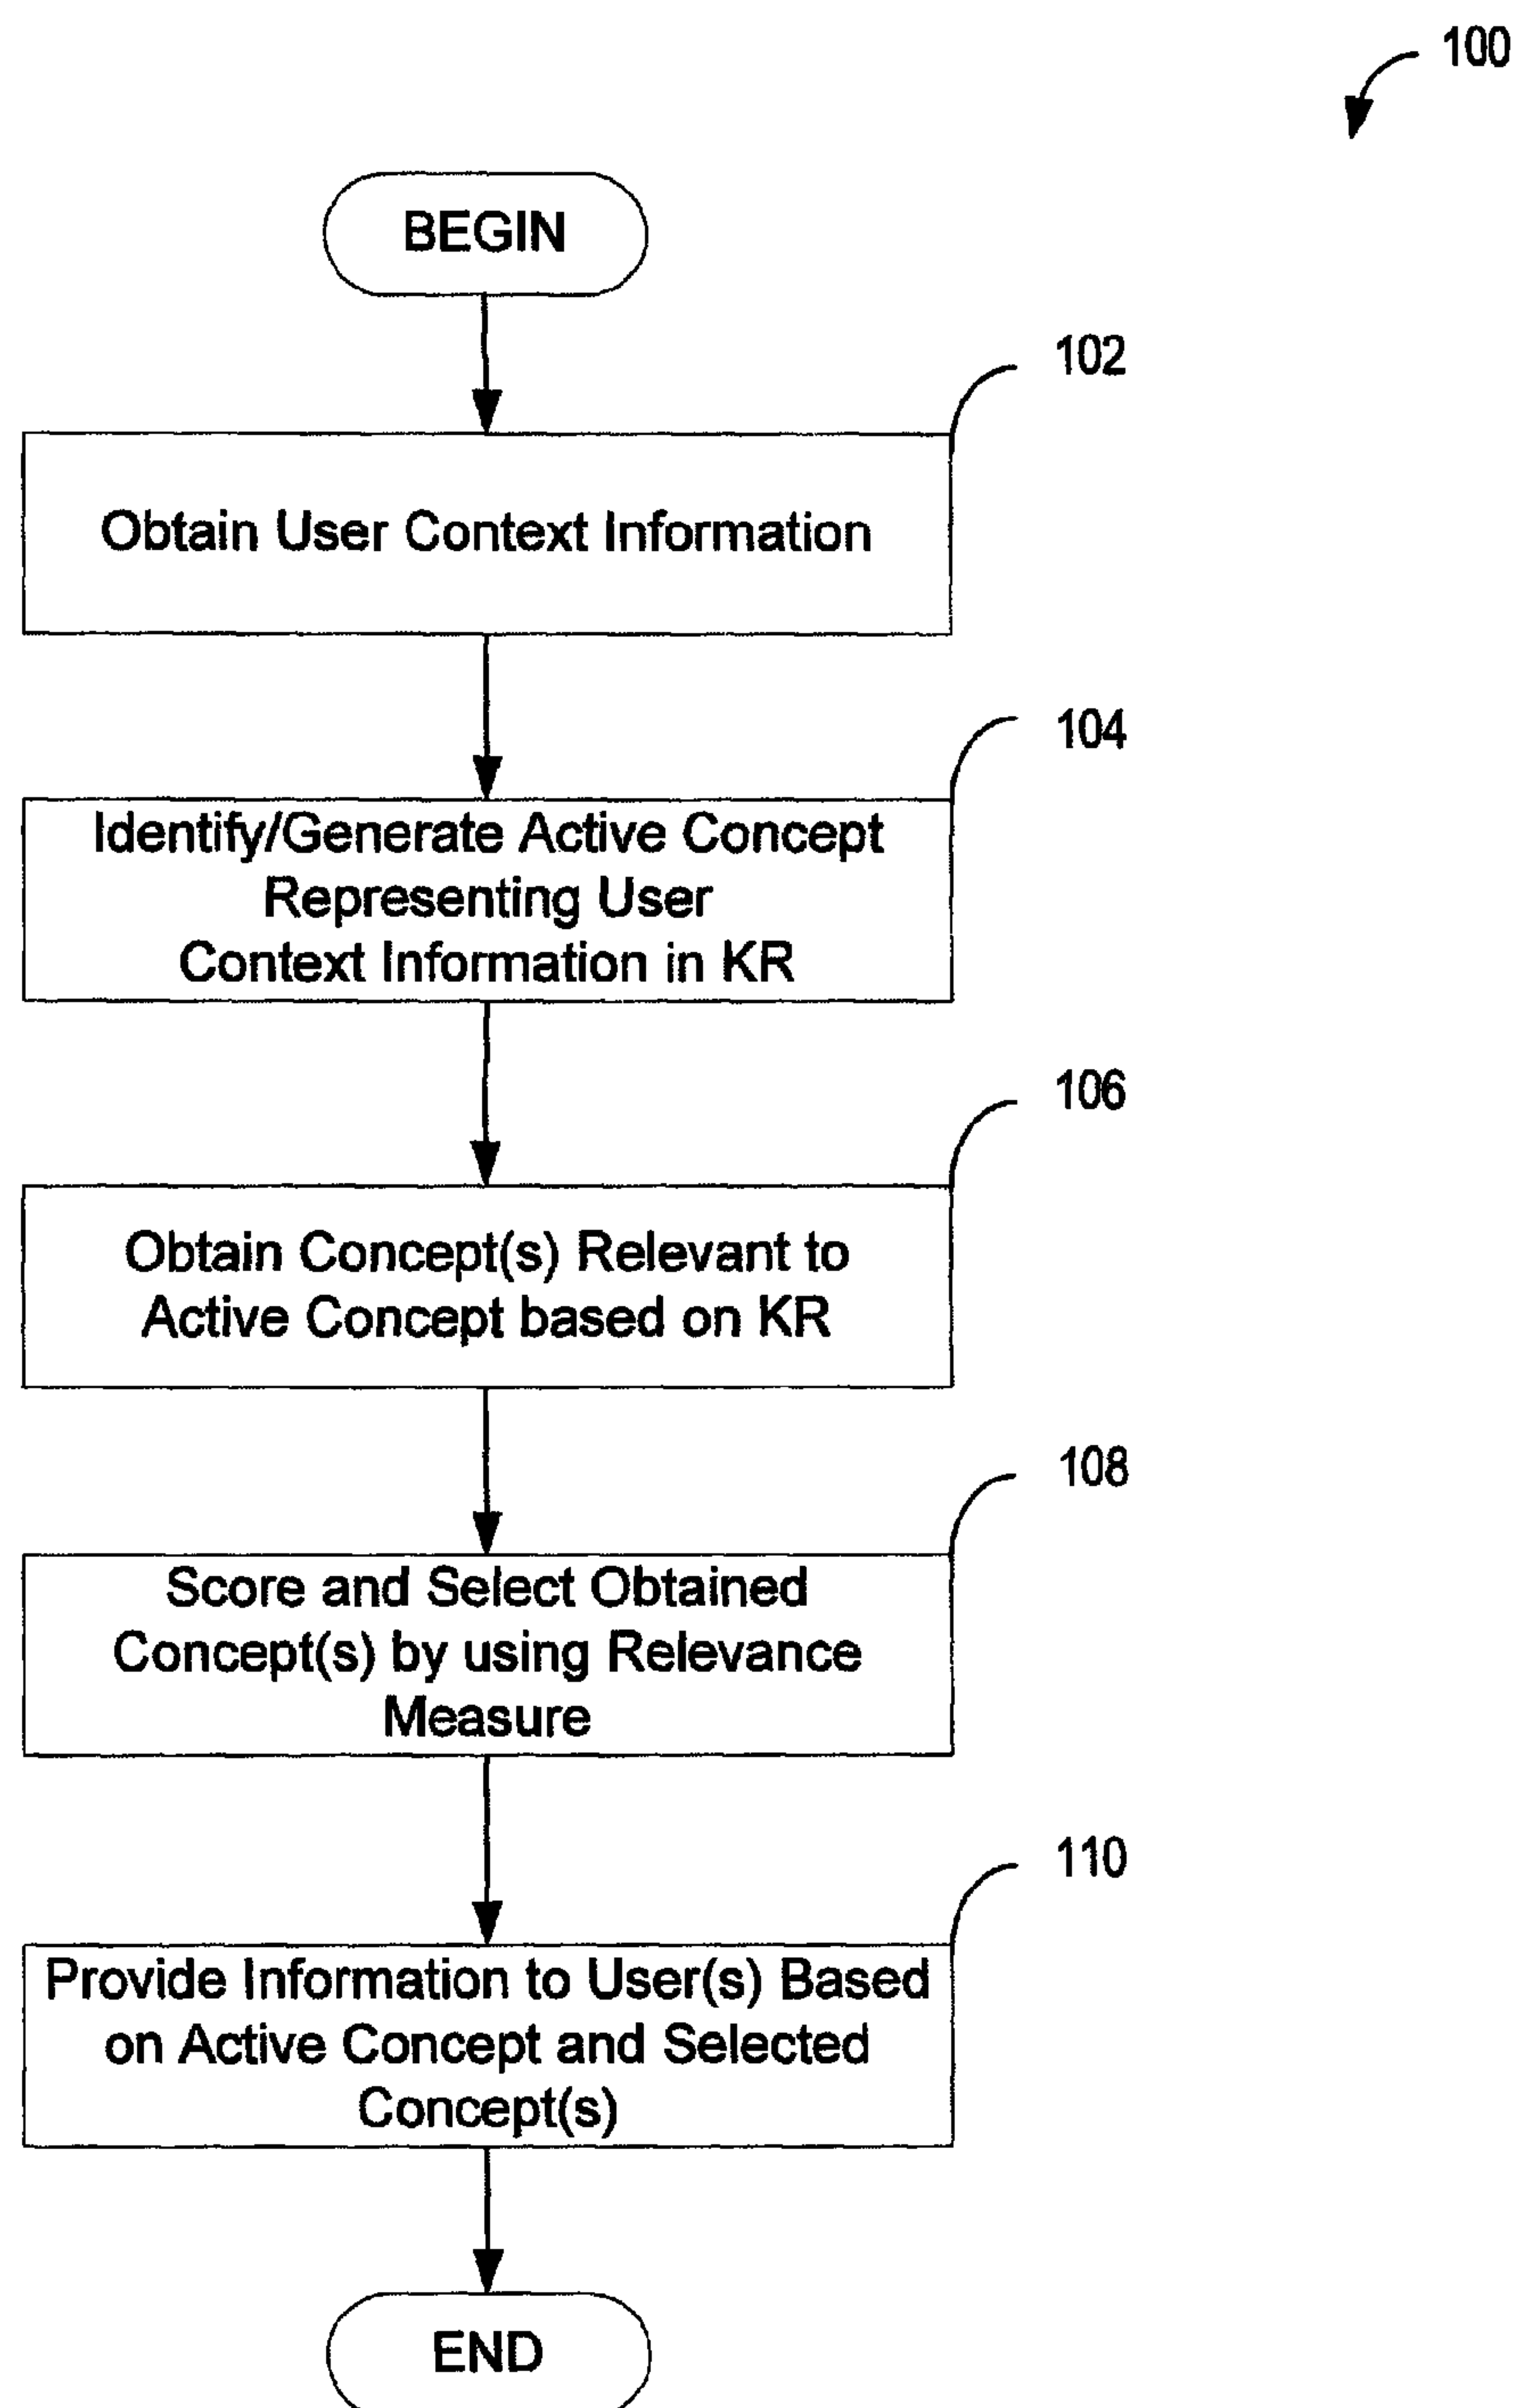 100
BEGIN
102
Obtain User Context Information
104
Identify/Generate Active Concept
Representing User
Context Information in KR
106
Obtain Concept(s) Relevant to
Active Concept based on KR
108
Score and Select Obtained
Concept(s) by using Relevance
Measure
110
Provide Information to User(s) Based
on Active Concept and Selected
Concept(s)
END